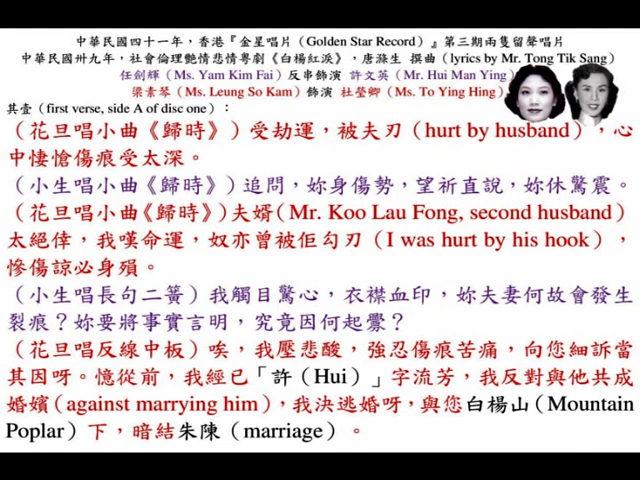 中華民國四十一年，香港『金星唱片（Golden Star Record）』第三期兩隻留聲唱片
中華民國卅九年，社會倫理艷情悲情粵劇《白楊紅淚》，唐滌生 撰曲（lyrics by Mr. Tong Tik Sang）
任劍輝（Ms. Yam Kim Fai）反串飾演 許文英（Mr. Hui Man Ying）
梁素琴（Ms. Leung So Kam）飾演 杜瑩卿（Ms. To Ying Hing）
其壹（first verse, side A of disc one）：
（花旦唱小曲《歸時》）受劫運，被夫刃（hurt by husband），心
中悽愴傷痕受太深。
（小生唱小曲《歸時》）追問，妳身傷勢，望祈直說，妳休驚震。
（花旦唱小曲《歸時》）夫婿（Mr. Koo Lau Fong, second husband）
太絕倖，我嘆命運，奴亦曾被佢勾刃（I was hurt by his hook），
慘傷諒必身殞。
（小生唱長句二簧）我觸目驚心，衣襟血印，妳夫妻何故會發生
裂痕？妳要將事實言明，究竟因何起釁？
（花旦唱反線中板）唉，我壓悲酸，強忍傷痕苦痛，向您細訴當
其因呀。憶從前，我經已「許（Hui）」字流芳，我反對與他共成
婚嬪（against marrying him），我決逃婚呀，與您白楊山（Mountain
Poplar）下，暗結朱陳（marriage）。